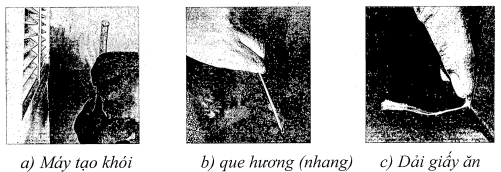 a) Máy tạo khói
b) que hương (nhang)
c) Dải giấy ăn